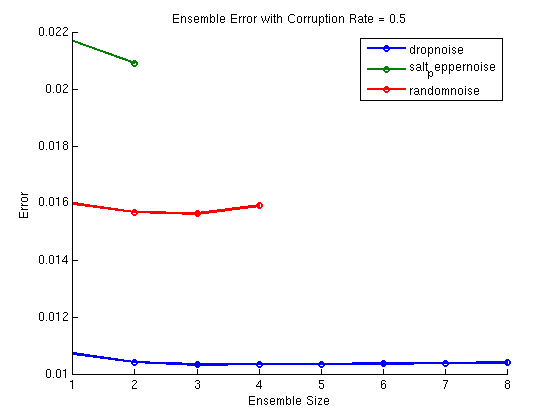 Ensemble Error with Corruption Rate = 0.5
dropnoise
salt_peppernoise
randomnoise
0.022
0.02
0.018
0.016
0.014
0.012
0.01
Error
1 2 3 4 5 6 7 8
Ensemble Size